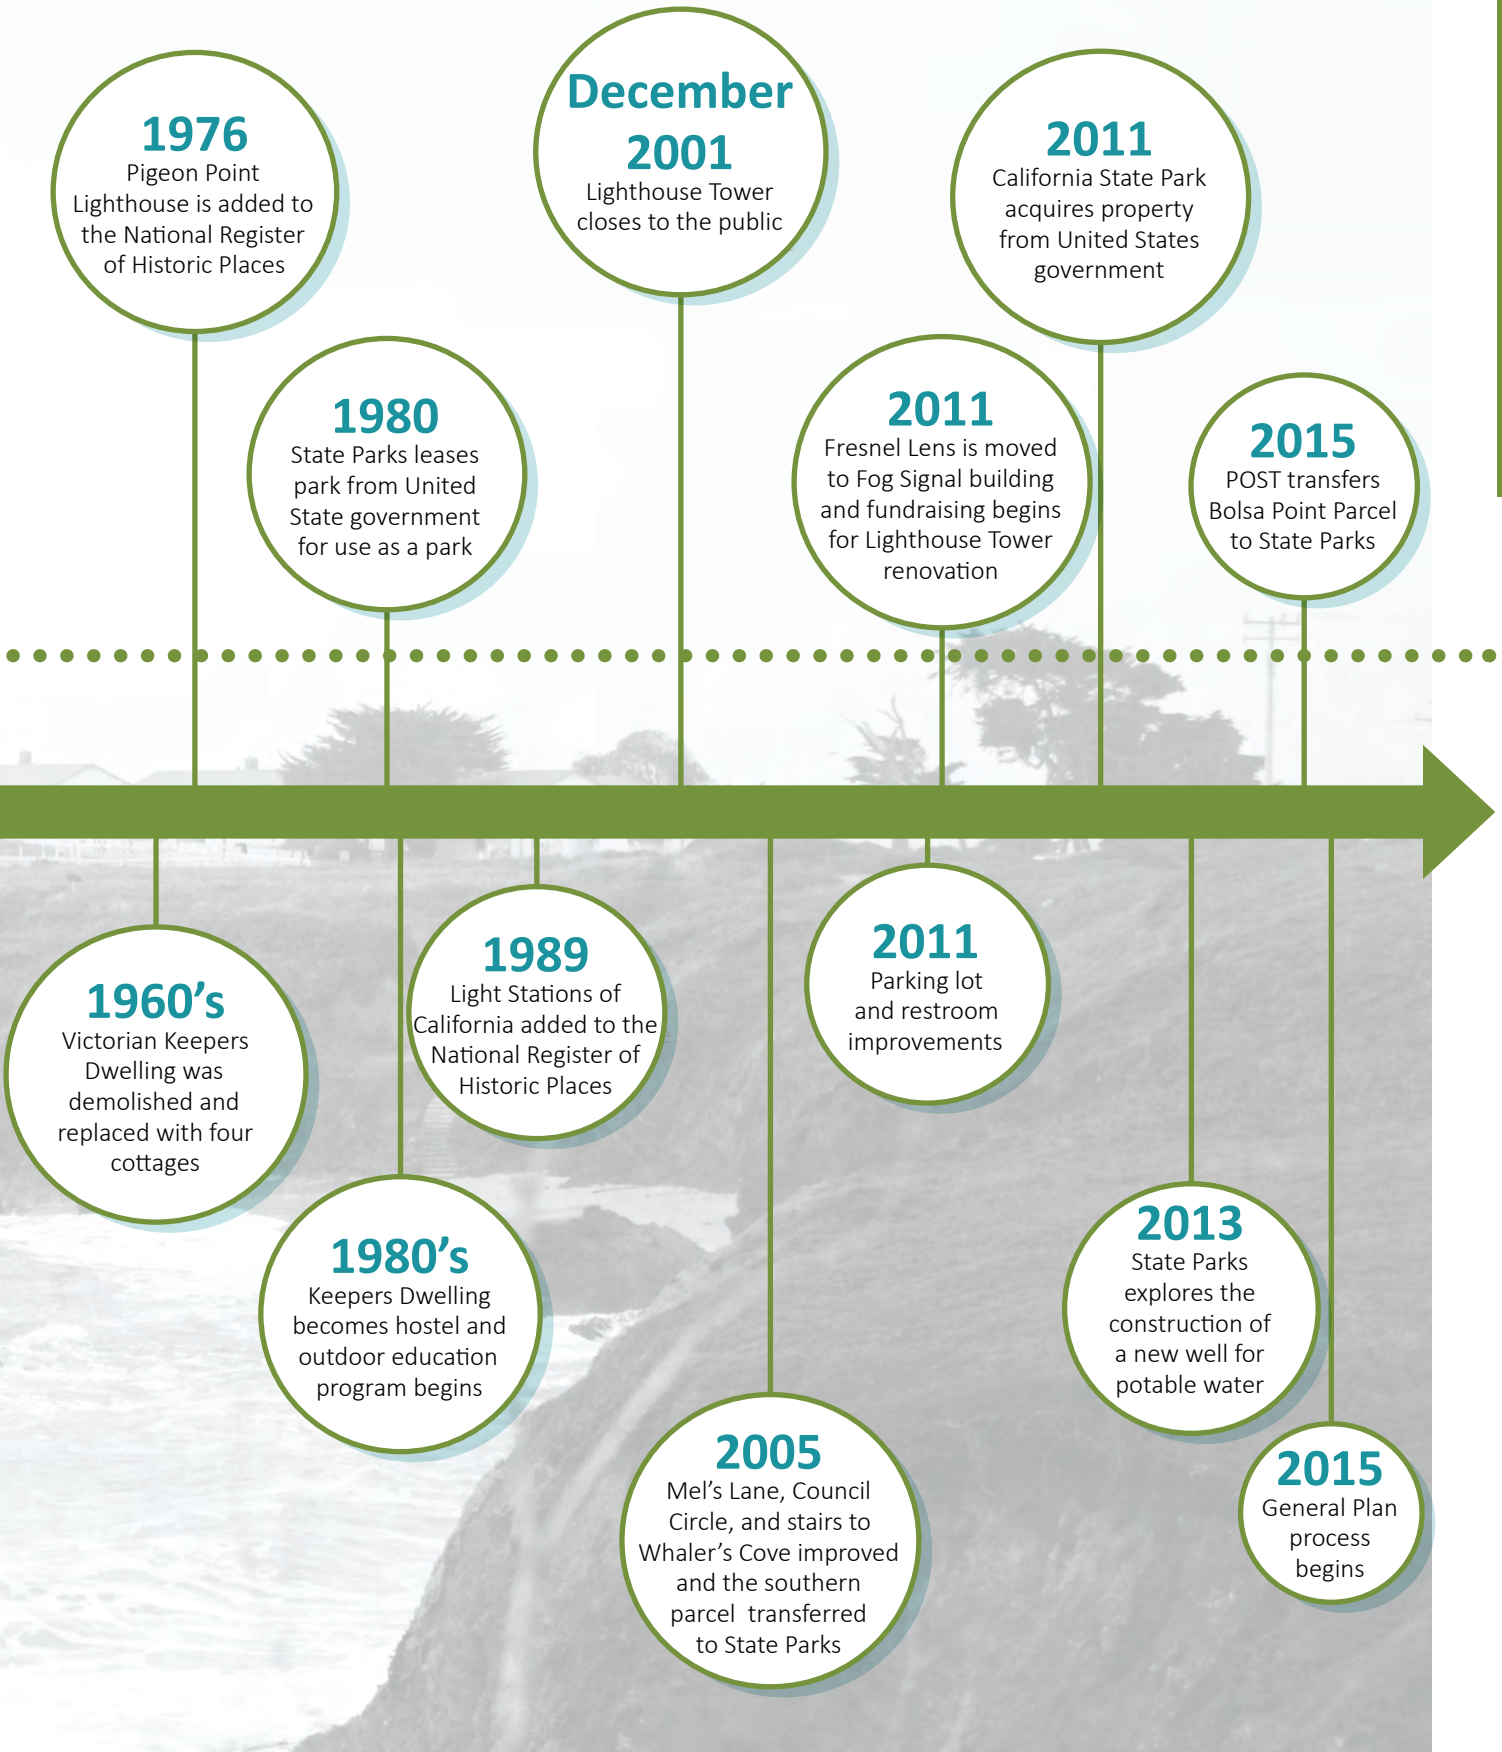 1976
Pigeon Point
Lighthouse is added to
the National Register
of Historic Places
1980
State Parks leases
park from United
State government
for use as a park
December
2001
Lighthouse Tower
closes to the public
2011
Fresnel Lens is moved
to Fog Signal building
and fundraising begins
for Lighthouse Tower
renovation
2011
California State Park
acquires property
from United States
government
2015
POST transfers
Bolsa Point Parcel
to State Parks
1960’s
Victorian Keepers
Dwelling was
demolished and
replaced with four
cottages
1980’s
Keepers Dwelling
becomes hostel and
outdoor education
program begins
1989
Light Stations of
California added to the
National Register of
Historic Places
2005
Mel’s Lane, Council
Circle, and stairs to
Whaler’s Cove improved
and the southern
parcel transferred
to State Parks
2011
Parking lot
and restroom
improvements
2013
State Parks
explores the
construction of
a new well for
potable water
2015
General Plan
process
begins